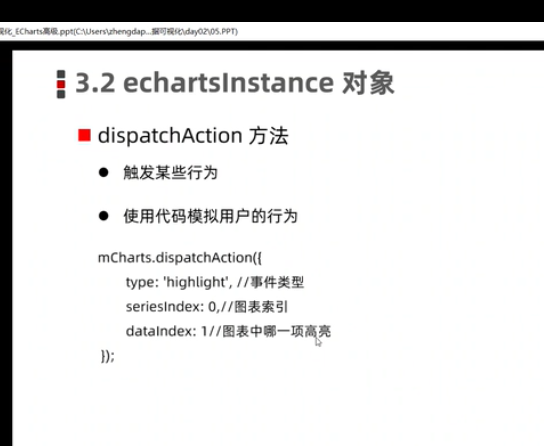 视化_ECharts高级.ppt(C:\Users\zhengdap...据可视化\day02\05.PPT)
3.2 echartsInstance 对象
dispatchAction 方法
触发某些行为
使用代码模拟用户的行为
mCharts.dispatchAction({
type: 'highlight', //事件类型
seriesIndex: 0,//图表索引
dataIndex: 1//图表中哪一项高亮
});